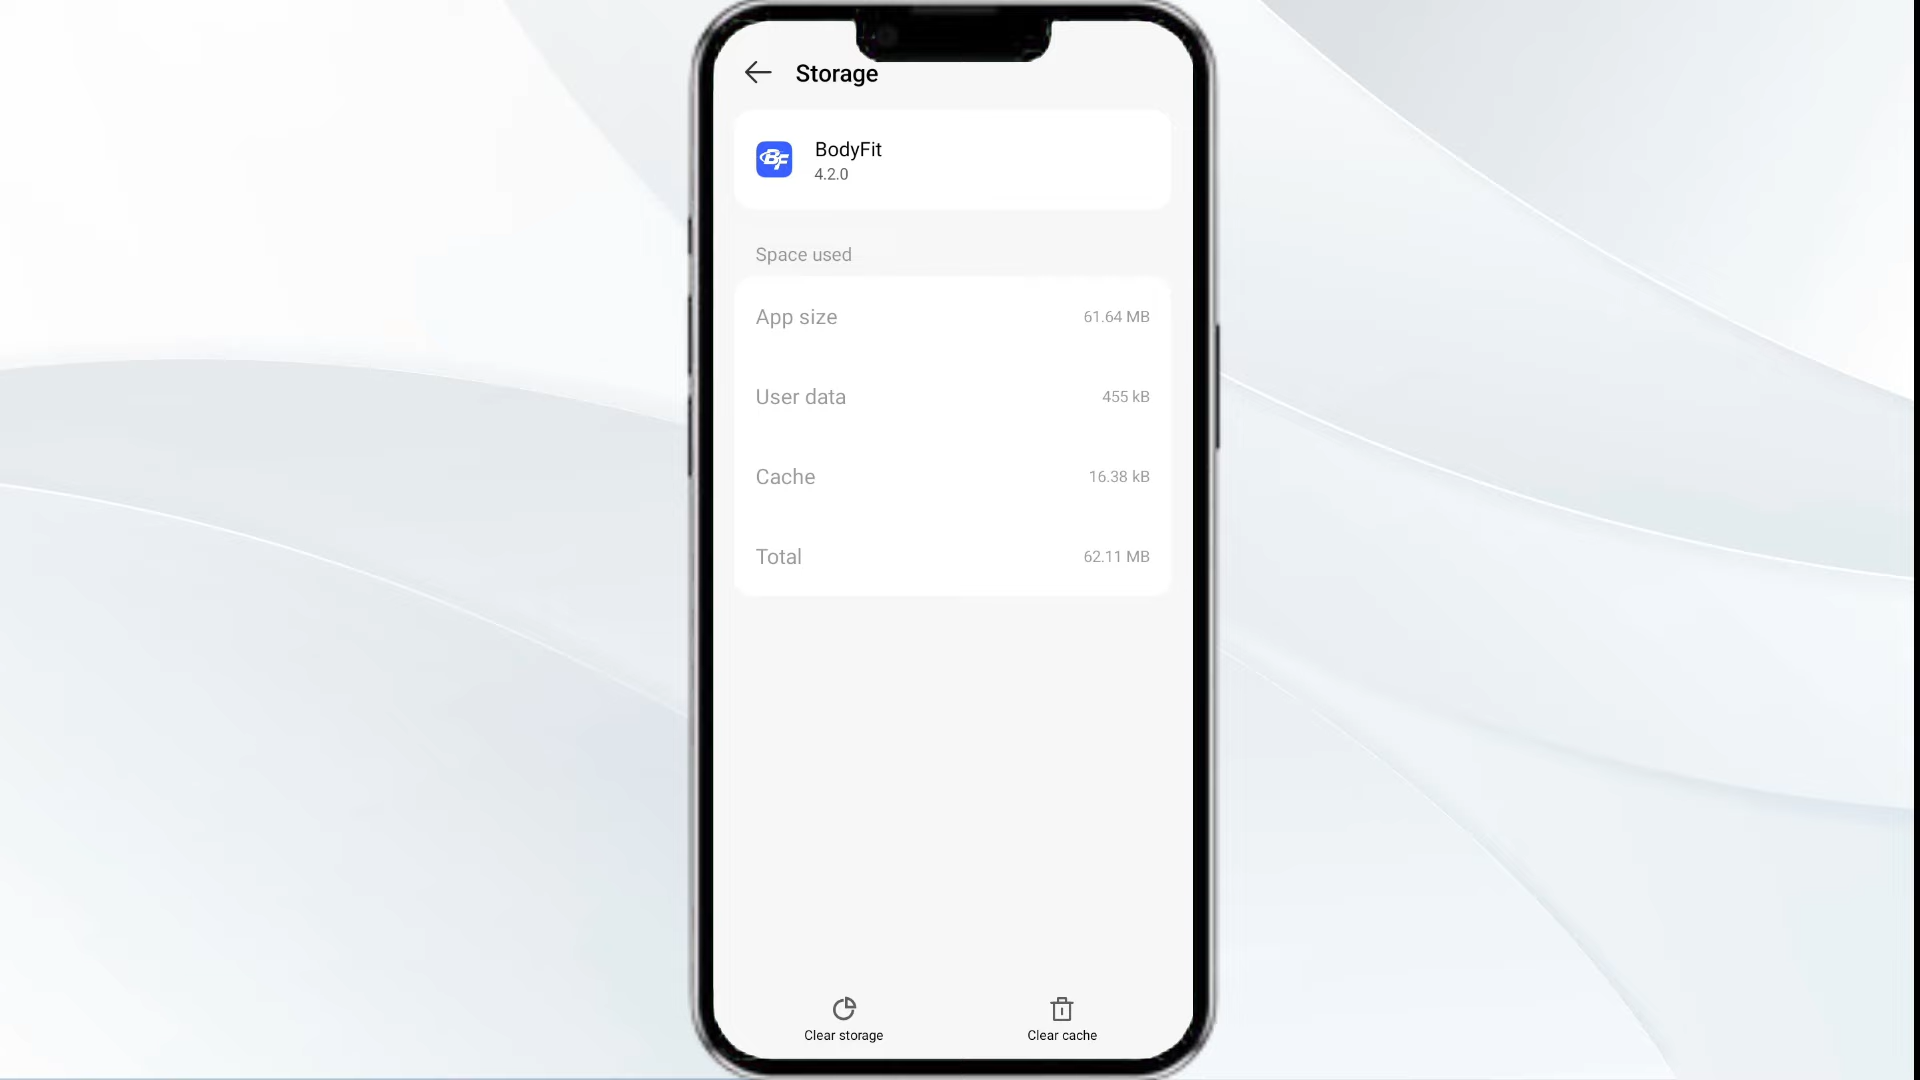 Storage
BF
BodyFit
4.2.0
Space used
App size 61.64 MB
User data 455 kB
Cache 16.38 kB
Total 62.11 MB
Clear storage Clear cache